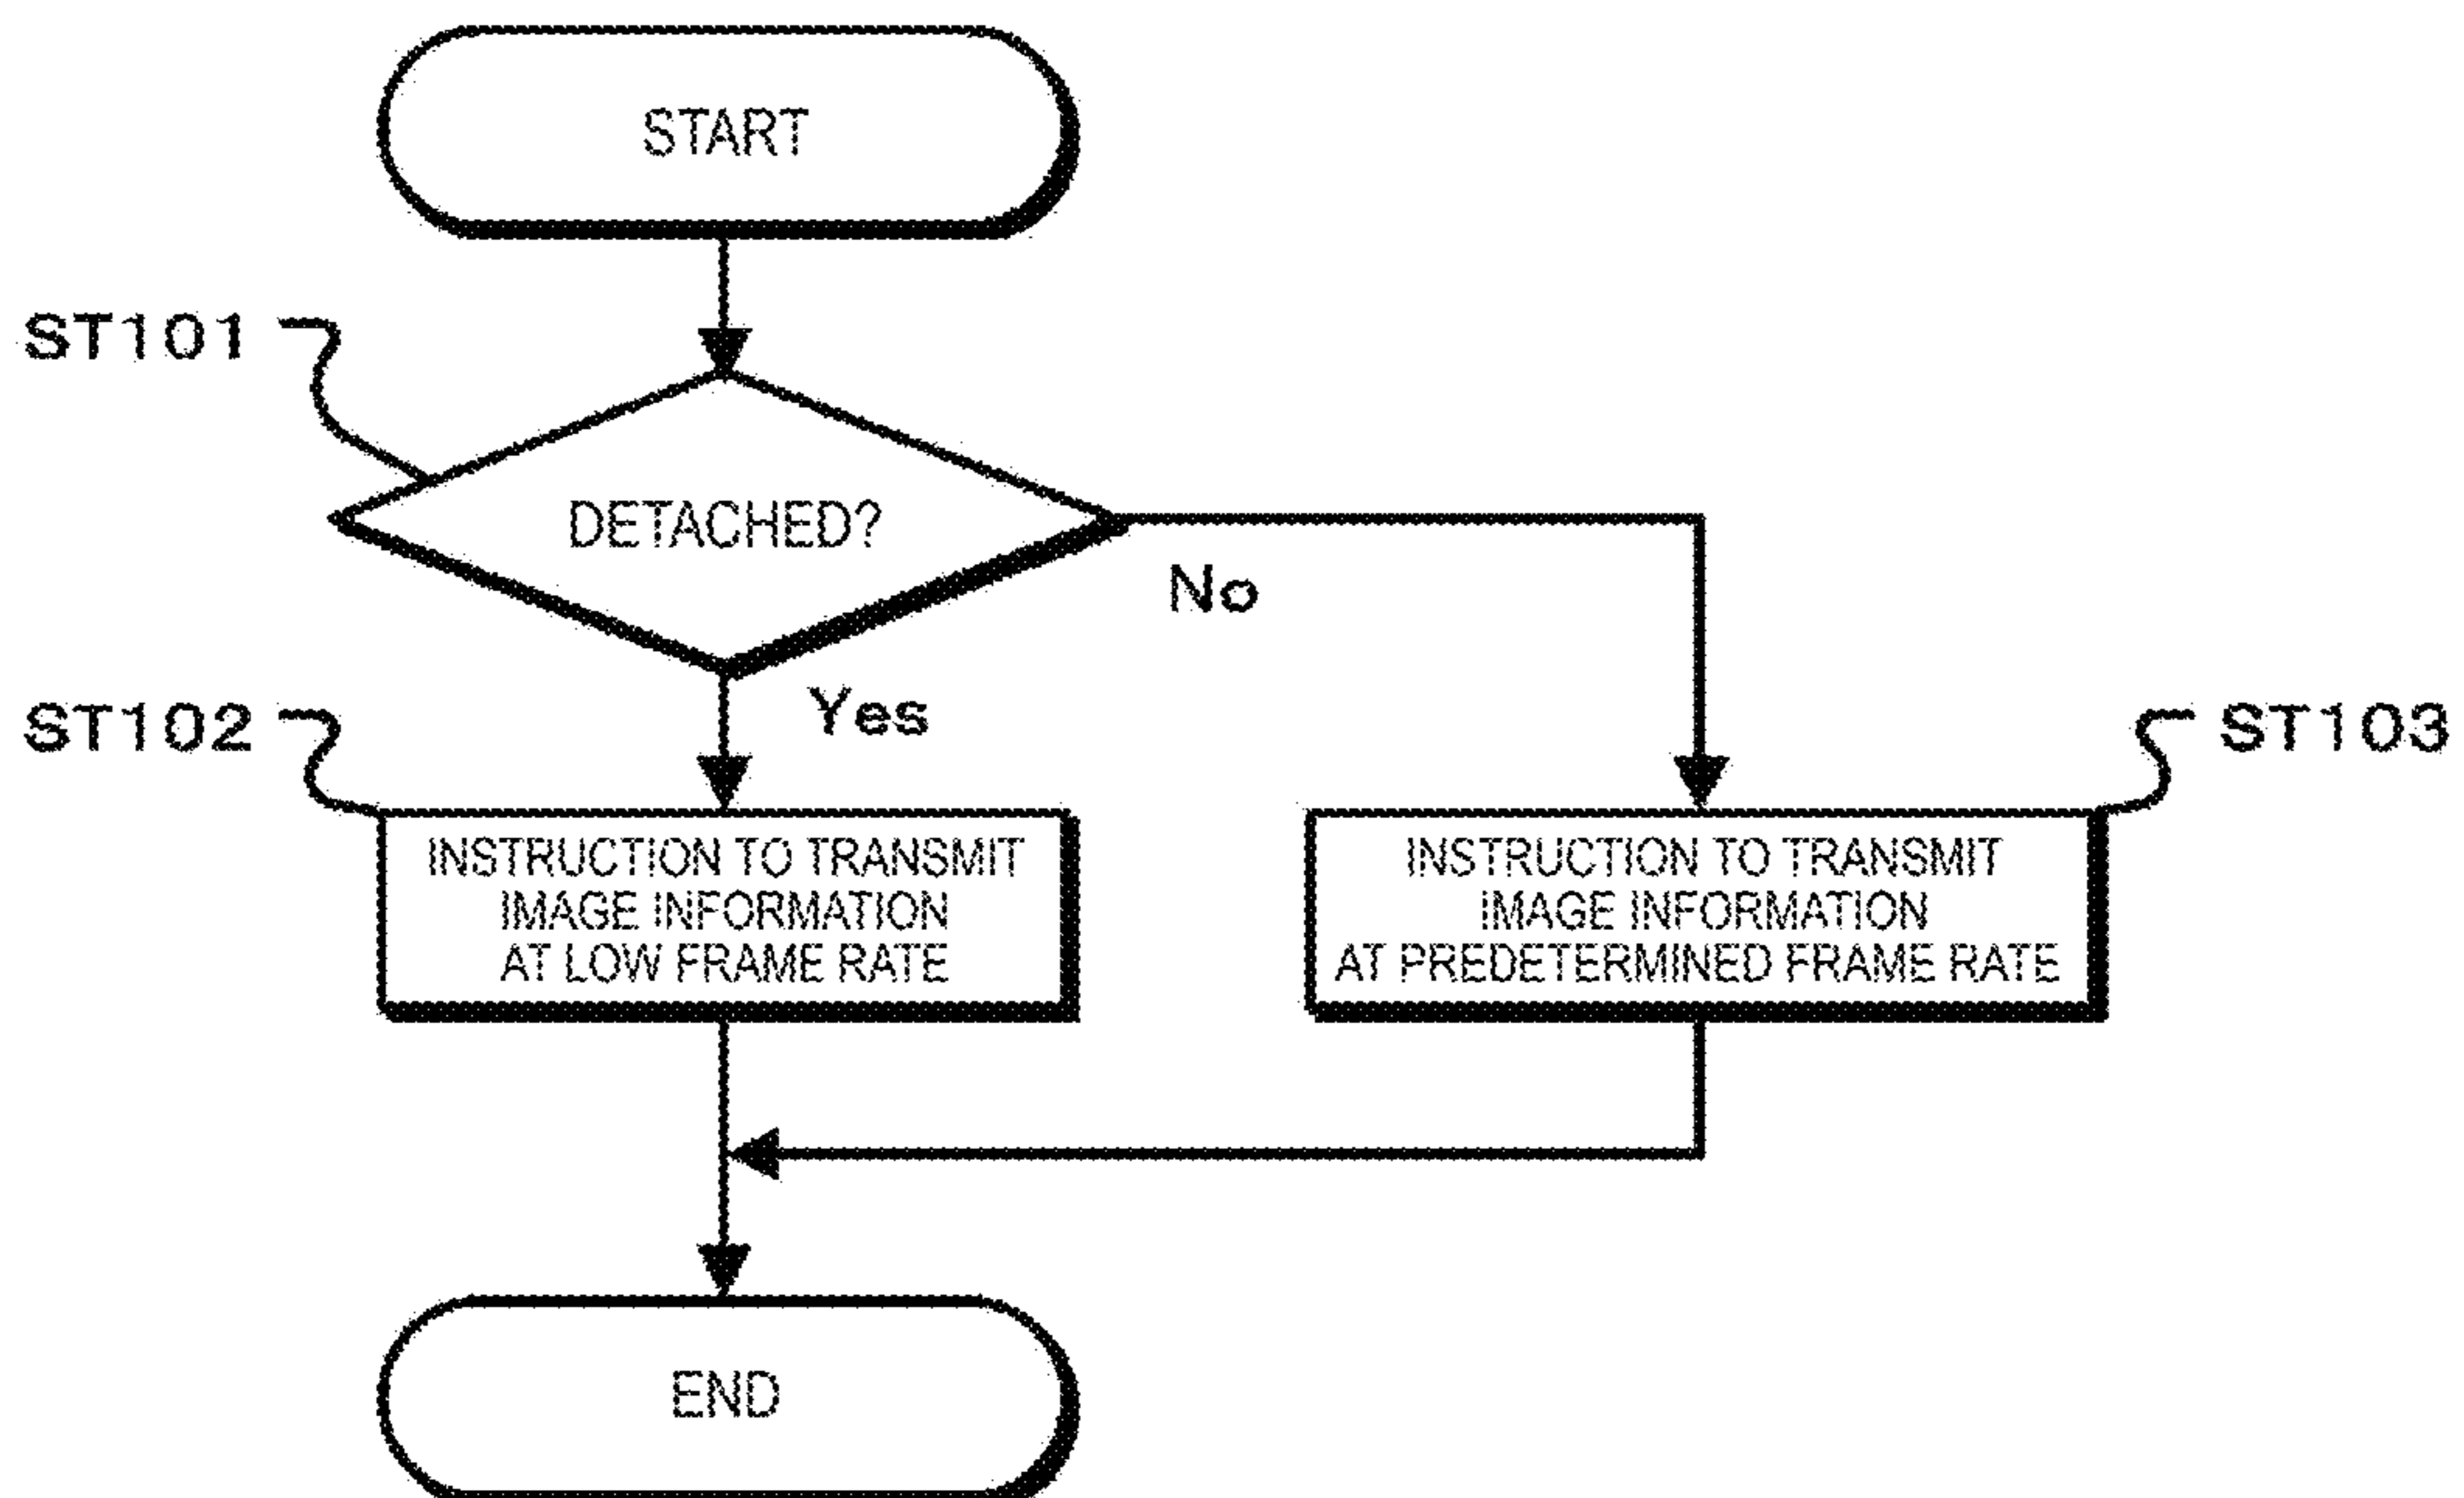 START
ST101
DETACHED?
No
Yes
ST102
ST103
INSTRUCTION TO TRANSMIT
IMAGE INFORMATION
AT LOW FRAME RATE
INSTRUCTION TO TRANSMIT
IMAGE INFORMATION
AT PREDETERMINED FRAME RATE
END